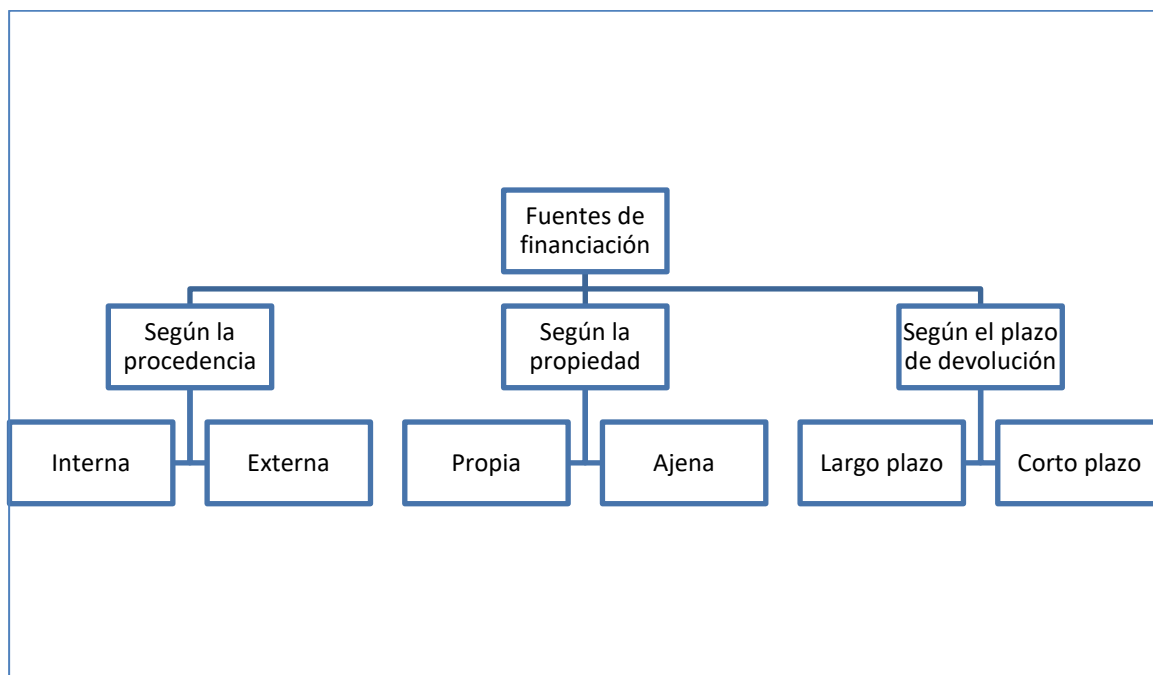 Fuentes de
financiación
Según la
procedencia
Según la
propiedad
Según el plazo
de devolución
Interna
Externa
Propia
Ajena
Largo plazo
Corto plazo